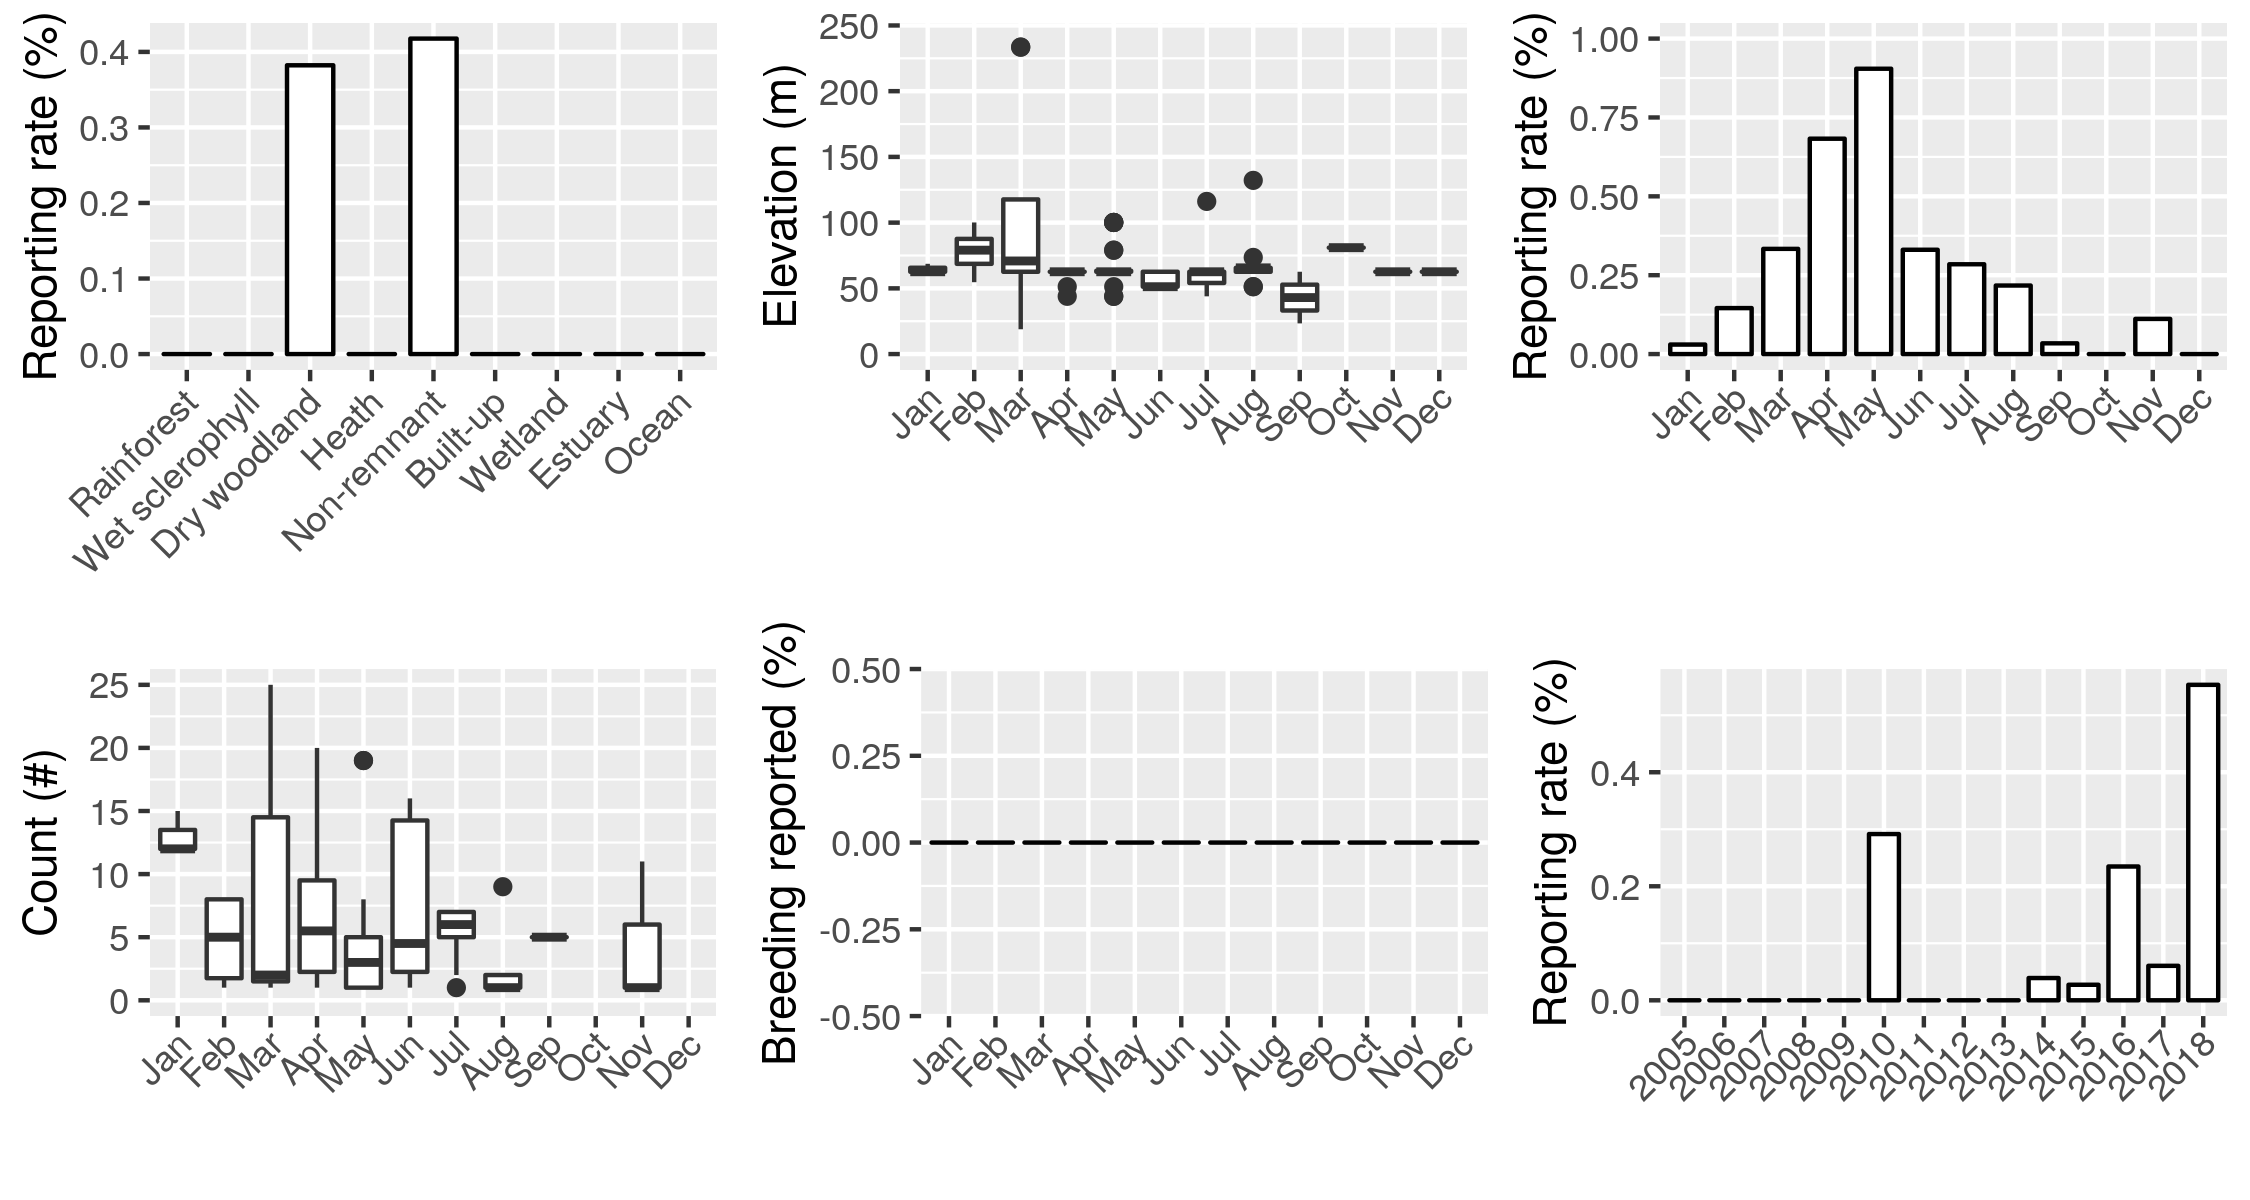 Reporting rate (%)
0.4
0.3
0.2
0.1
0.0
Rainforest
Wet sclerophyll
Dry woodland
Heath
Non-remnant
Built-up
Wetland
Estuary
Ocean
Elevation (m)
250
200
150
100
50
0
Jan
Feb
Mar
Apr
May
Jun
Jul
Aug
Sep
Oct
Nov
Dec
Reporting rate (%)
1.00
0.75
0.50
0.25
0.00
Jan
Feb
Mar
Apr
May
Jun
Jul
Aug
Sep
Oct
Nov
Dec
Count (#)
25
20
15
10
5
0
Jan
Feb
Mar
Apr
May
Jun
Jul
Aug
Sep
Oct
Nov
Dec
Breeding reported (%)
0.50
0.25
0.00
-0.25
-0.50
Jan
Feb
Mar
Apr
May
Jun
Jul
Aug
Sep
Oct
Nov
Dec
Reporting rate (%)
0.4
0.2
0.0
2005
2006
2007
2008
2009
2010
2011
2012
2013
2014
2015
2016
2017
2018